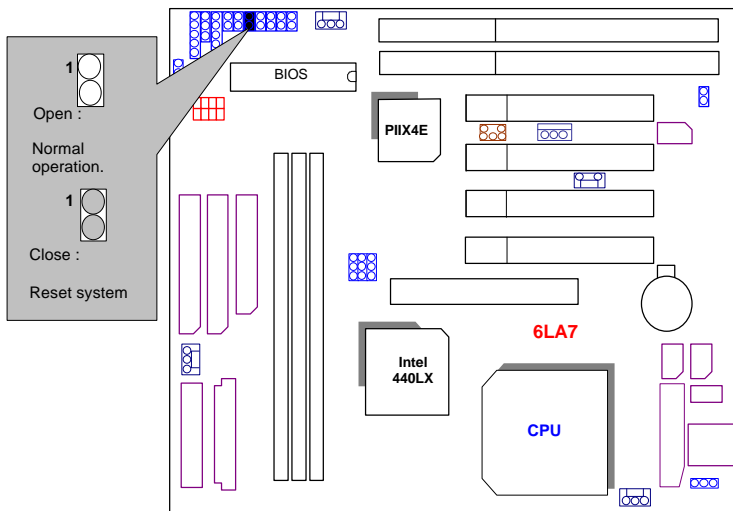 1
Open :
Normal
operation.
1
Close :
Reset system
BIOS
PIIX4E
6LA7
Intel
440LX
CPU